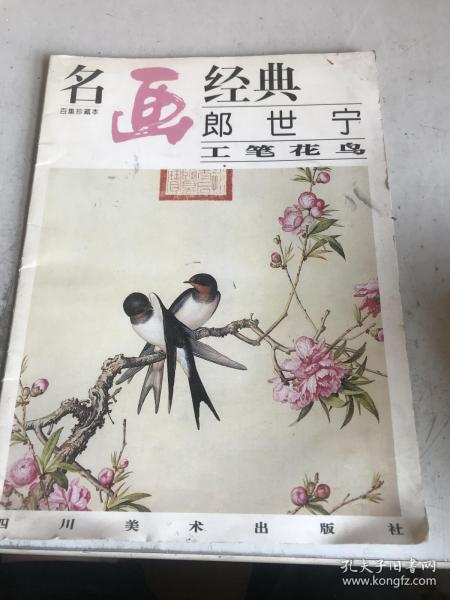 名画经典
百集珍藏本
郎世宁
工笔花鸟
四川美术出版社
孔夫子旧书网
www.kongfz.com